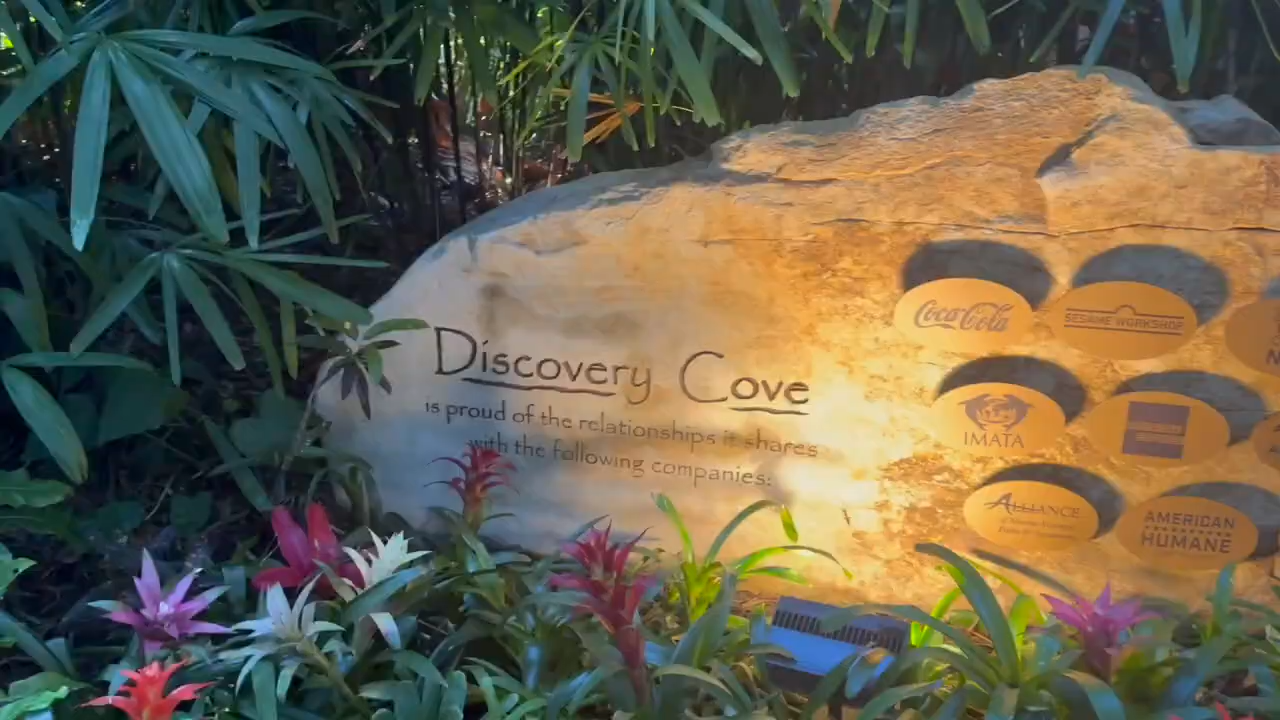 Discovery Cove
is proud of the relationships it shares
with the following companies:
Coca-Cola
SESAME WORKSHOP
IMATA
ALLIANCE
AMERICAN
HUMANE